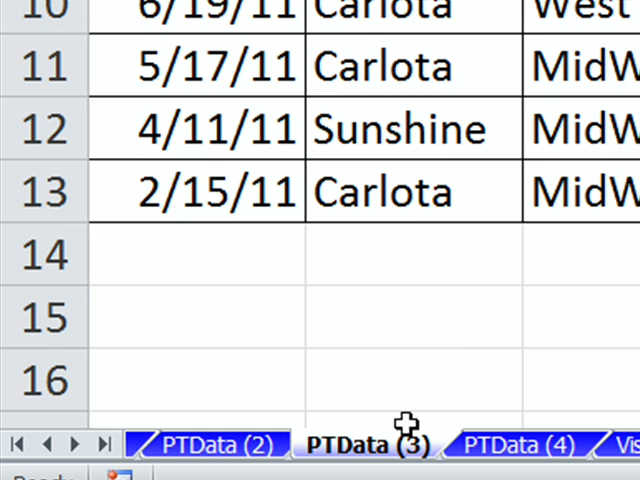 10 6/19/11 Carlota West
11 5/17/11 Carlota MidW
12 4/11/11 Sunshine MidW
13 2/15/11 Carlota MidW
14
15
16
PTData (2) PTData (3) PTData (4) Vis
Ready